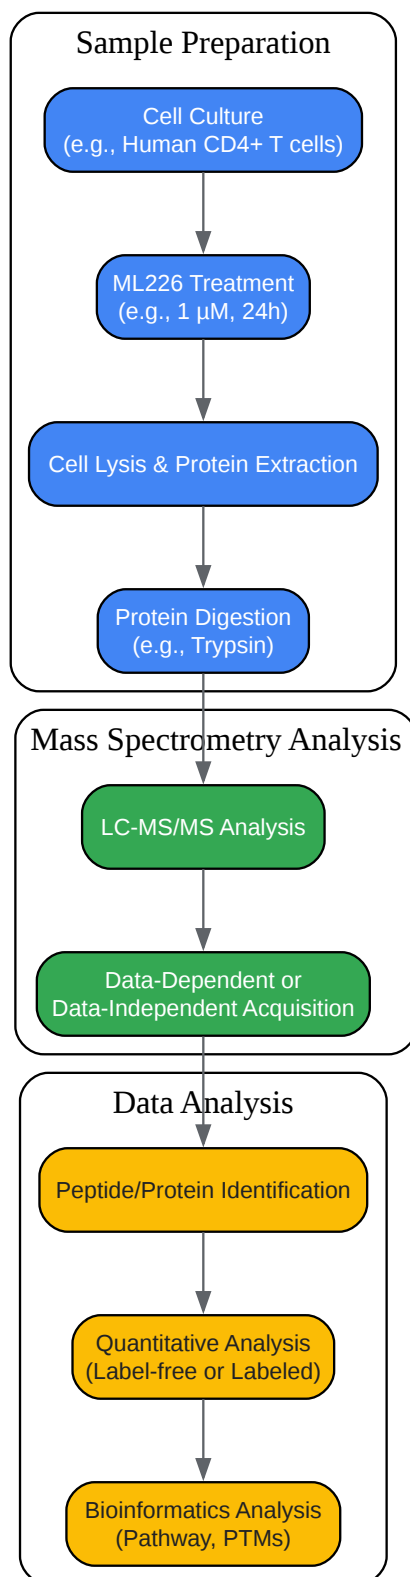 Sample Preparation
Cell Culture
(e.g., Human CD4+ T cells)
ML226 Treatment
(e.g., 1 µM, 24h)
Cell Lysis & Protein Extraction
Protein Digestion
(e.g., Trypsin)
Mass Spectrometry Analysis
LC-MS/MS Analysis
Data-Dependent or
Data-Independent Acquisition
Data Analysis
Peptide/Protein Identification
Quantitative Analysis
(Label-free or Labeled)
Bioinformatics Analysis
(Pathway, PTMs)